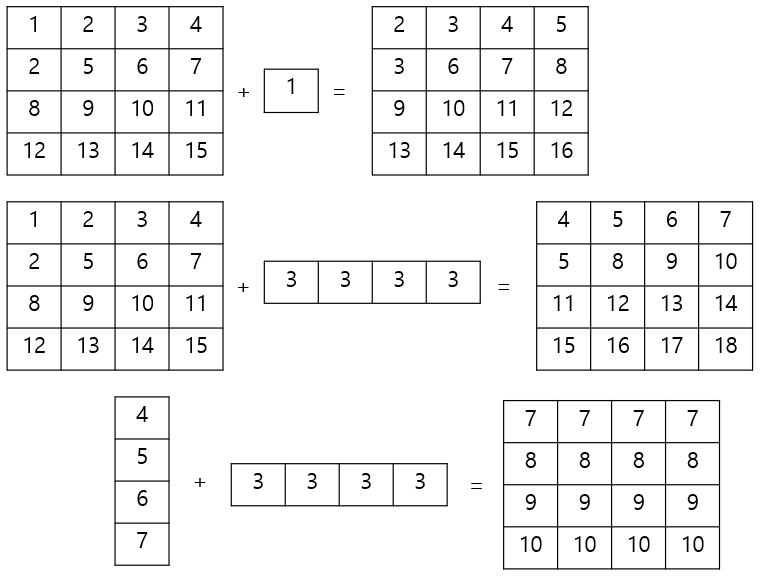 1 2 3 4 2 3 4 5
2 5 6 7 + 1 = 3 6 7 8
8 9 10 11 9 10 11 12
12 13 14 15 13 14 15 16
1 2 3 4 4 5 6 7
2 5 6 7 + 3 3 3 3 = 5 8 9 10
8 9 10 11 11 12 13 14
12 13 14 15 15 16 17 18
4 7 7 7 7
5 + 3 3 3 3 = 8 8 8 8
6 9 9 9 9
7 10 10 10 10